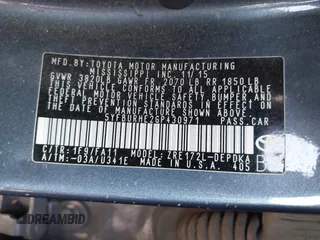 MFD.BY:TOYOTA MOTOR MANUFACTURING
MISSISSIPPI INC. 11/15
GVWR 3820LB GAWR FR 2070 LB RR 1850 LB
THIS VEHICLE CONFORMS TO ALL APPLICABLE
FEDERAL MOTOR VEHICLE SAFETY, BUMPER AND
THEFT PREVENTION STANDARDS IN EFFECT ON THE
DATE OF MANUFACTURE SHOWN ABOVE.
5YFBURHE2GP430971 PASS.CAR
C/TR:1F9/FA11 MODEL: ZRE172L-DEPDKA
A/TM:-03A/D341E MADE IN U.S.A. 405
DREAMBID